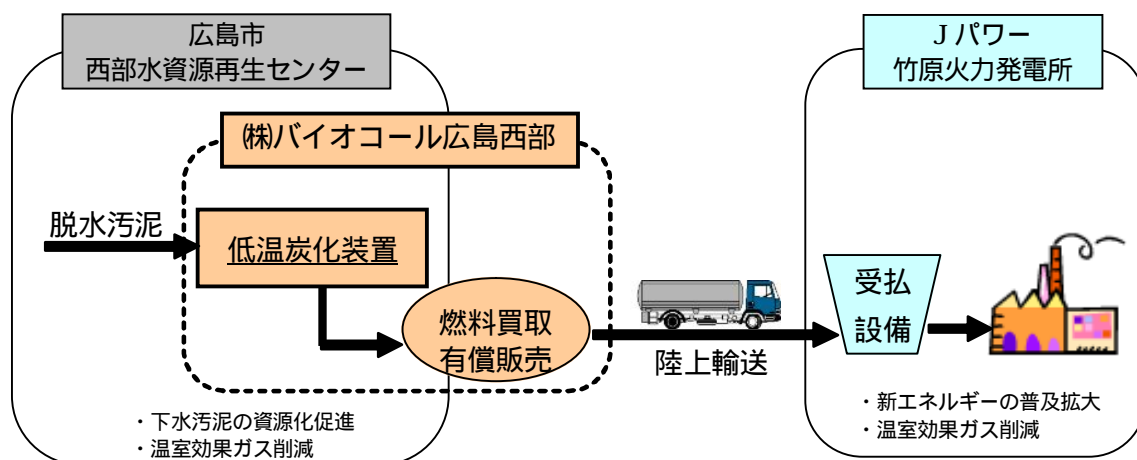 広島市
西部水資源再生センター
Jパワー
竹原火力発電所
㈱バイオコール広島西部
脱水汚泥
低温炭化装置
燃料買取
有償販売
陸上輸送
受払
設備
・下水汚泥の資源化促進
・温室効果ガス削減
・新エネルギーの普及拡大
・温室効果ガス削減